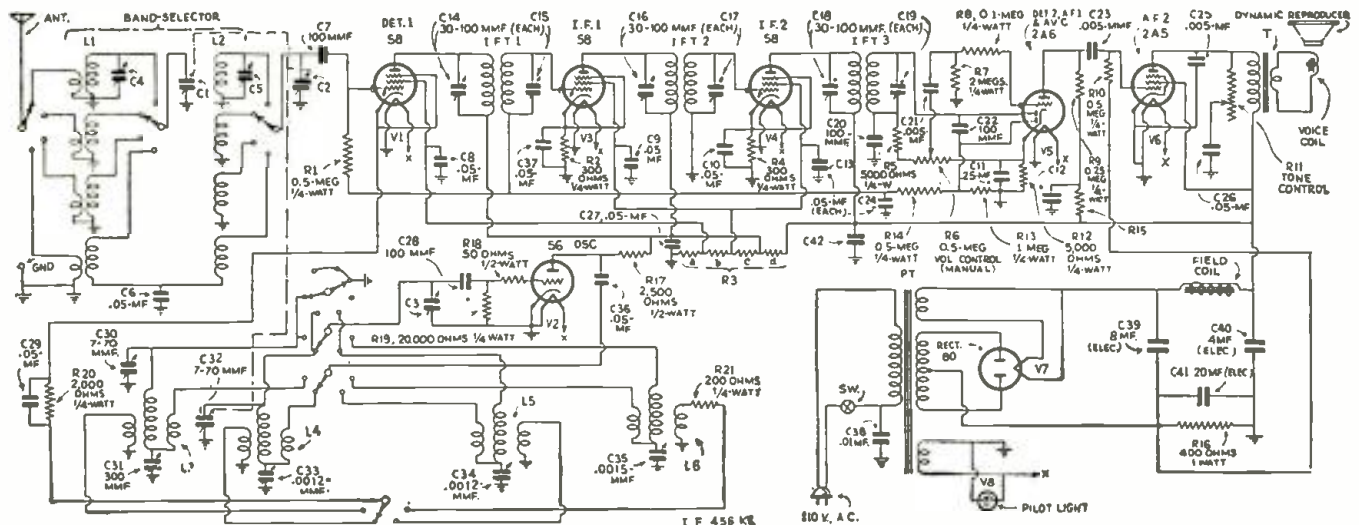 ANT.
BAND-SELECTOR
L1
L2
C4
C1
C5
C2
C7
100 MMF
DET.1
58
C14
30-100 MMF (EACH)
C15
I F T 1
I.F.1
58
C16
30-100 MMF (EACH)
C17
I F T 2
I.F.2
58
C18
30-100 MMF (EACH)
C19
I F T 3
R8, 0.1-MEG
1/4-WATT
DET.2, A F 1
& A V C
2A6
C23
.005-MMF
A F 2
2A5
C25
.005-MF
T
DYNAMIC REPRODUCER
VOICE
COIL
R7
2 MEGS.
1/4-WATT
R10
0.5
MEG
1/4-
WATT
R1
0.5-MEG
1/4-WATT
V1
X
C8
.05-
MF
C37
.05-
MF
V3
X
R2
300
OHMS
1/4WATT
C9
.05
MF
C10
.05-
MF
V4
X
R4
300
OHMS
1/4WATT
C13
.05-MF
(EACH)
C20
100-
MMF
R5
5000
OHMS
1/4-W
C21
.005-
MF
C22
100
MMF
C11
.25-MF
V5
X
C12
R9
0.25
MEG
1/4-
WATT
V6
X
R11
TONE
CONTROL
C26
.05-MF
C24
R15
C27, .05-MF
C42
R14
0.5-MEG
1/4-WATT
R6
0.5-MEG
VOL CONTROL
(MANUAL)
R13
1 MEG
1/4-WATT
R12
5,000
OHMS
1/4-WATT
a b c d
R3
GND
C6
.05-MF
C28
100 MMF
R18
50 OHMS
1/2-WATT
56
OSC
C3
V2
X
R17
2,500
OHMS
1/2-WATT
C36
.05-
MF
R19, 20,000 OHMS 1/4 WATT
PT
FIELD
COIL
C39
8 MF.
(ELEC.)
C40
4MF
(ELEC)
RECT.
80
V7
C41 20 MF (ELEC)
R16
400 OHMS
1 WATT
C29
.05-
MF
R20
2,000
OHMS
1/4-WATT
C30
7-70
MMF.
C32
7-70 MMF
R21
200 OHMS
1/4-WATT
L5
L4
L6
SW.
C38
.01MF.
C31
300
MMF
C33
.0012-
MMF.
C34
.0012-
MMF
C35
.0015-
MMF
V8
X
PILOT LIGHT
I F 456 KB
110 V, A C.